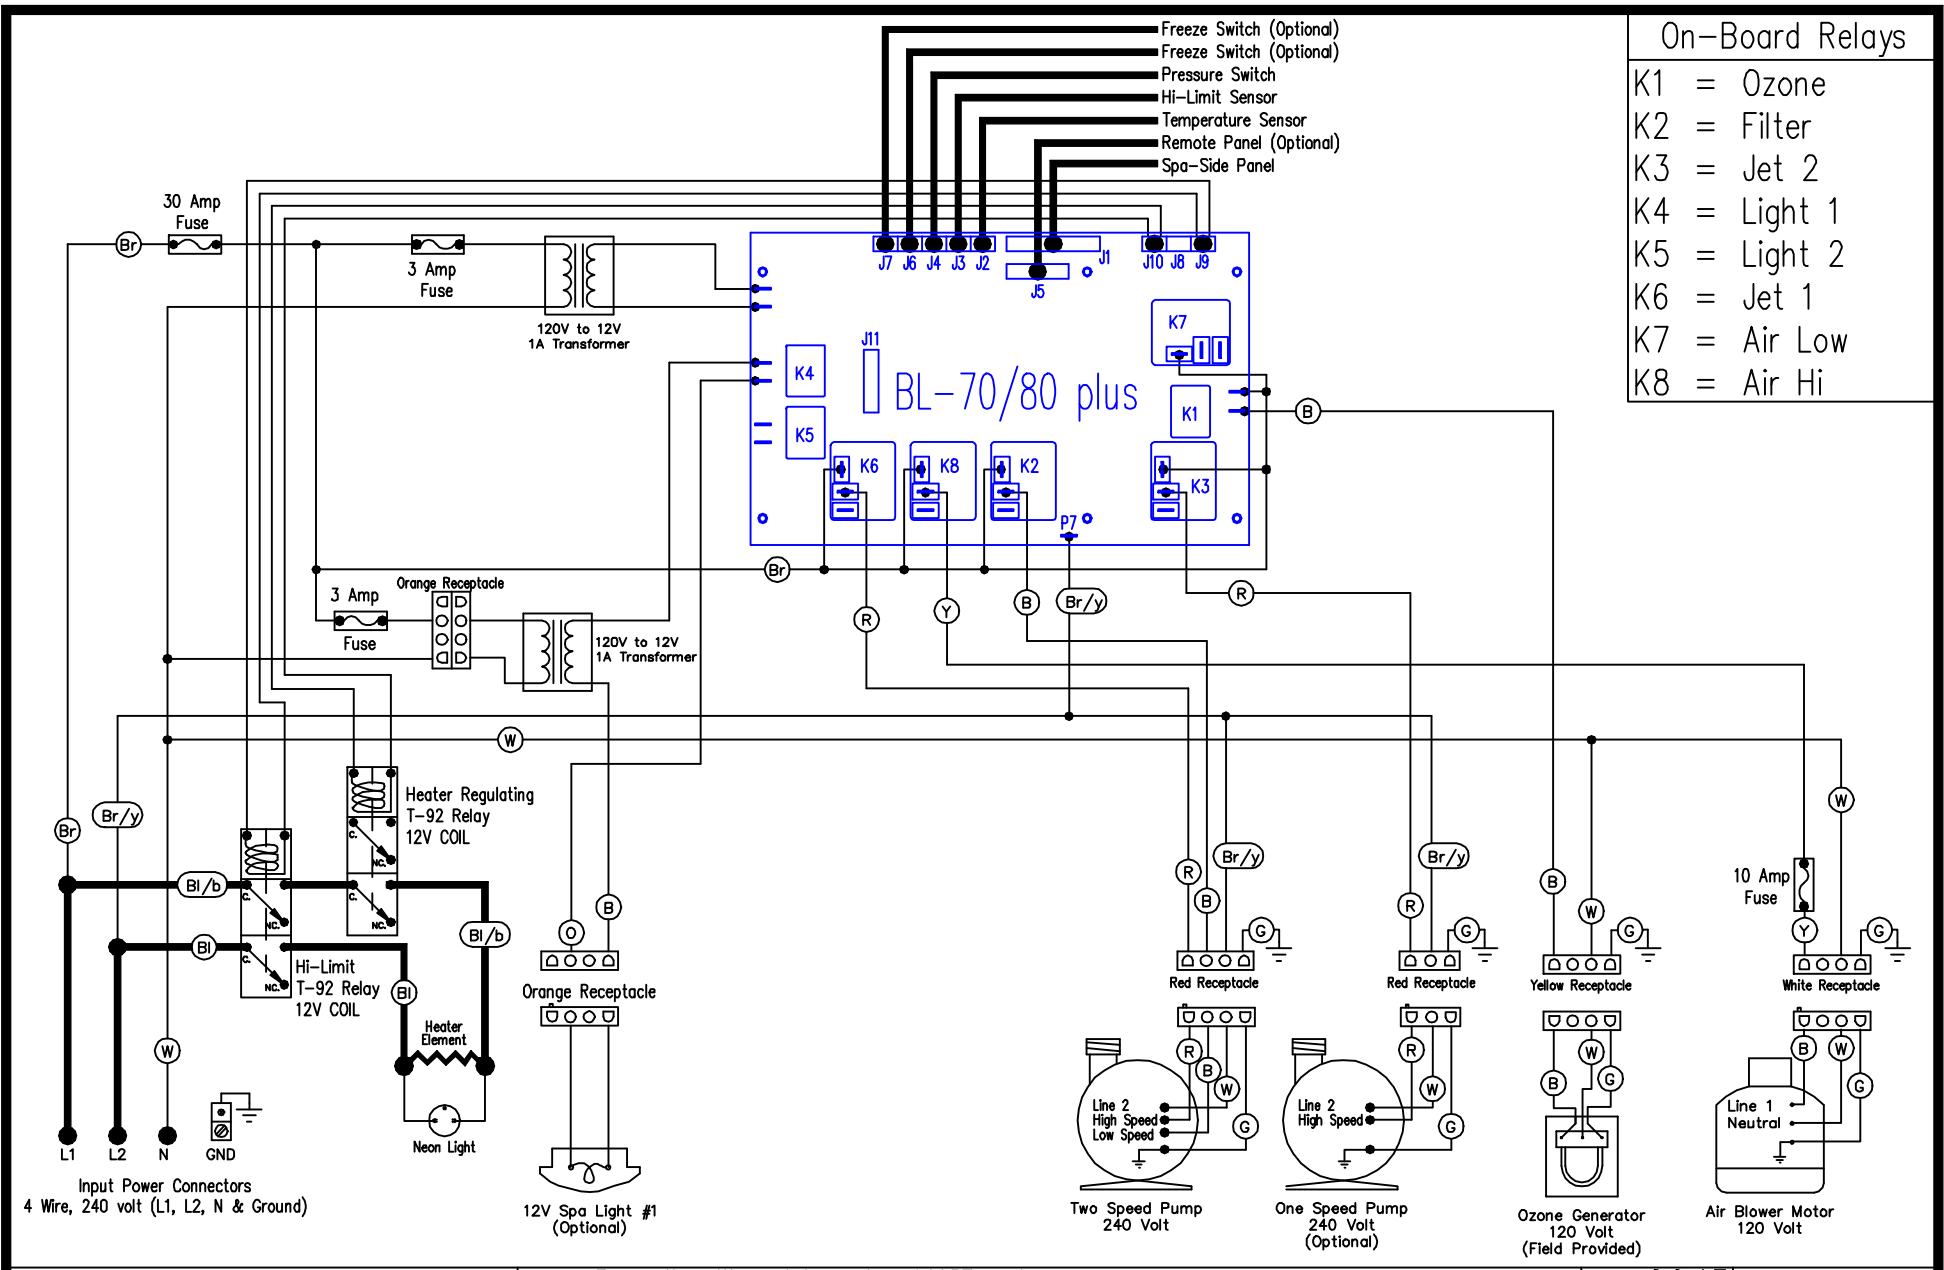 Freeze Switch (Optional)
Freeze Switch (Optional)
Pressure Switch
Hi-Limit Sensor
Temperature Sensor
Remote Panel (Optional)
Spa-Side Panel
On-Board Relays
K1 = Ozone
K2 = Filter
K3 = Jet 2
K4 = Light 1
K5 = Light 2
K6 = Jet 1
K7 = Air Low
K8 = Air Hi
30 Amp
Fuse
Br
3 Amp
Fuse
120V to 12V
1A Transformer
J7 J6 J4 J3 J2 J1 J10 J8 J9
J5
K7
J11
K4
BL-70/80 plus
K1
B
K5
K6 K8 K2 K3
P7
Br
Orange Receptacle
3 Amp
Fuse
120V to 12V
1A Transformer
R Y B Br/y R
W
Heater Regulating
T-92 Relay
12V COIL
Br/y
Br
C.
NC.
Bl/b
C.
NC.
C.
NC.
Bl/b
Bl
C.
NC.
Hi-Limit
T-92 Relay
12V COIL
Bl
Heater
Element
W
Neon Light
L1 L2 N GND
Input Power Connectors
4 Wire, 240 volt (L1, L2, N & Ground)
O B
Orange Receptacle
12V Spa Light #1
(Optional)
R B Br/y G
Red Receptacle
R B W G
Line 2
High Speed
Low Speed
Two Speed Pump
240 Volt
R Br/y G
Red Receptacle
R W G
Line 2
High Speed
One Speed Pump
240 Volt
(Optional)
B W G
Yellow Receptacle
B W G
Ozone Generator
120 Volt
(Field Provided)
W
10 Amp
Fuse
Y G
White Receptacle
B W G
Line 1
Neutral
Air Blower Motor
120 Volt